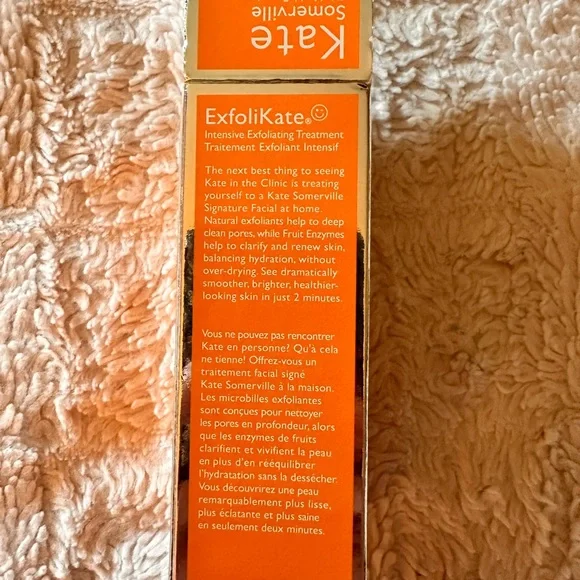 Kate
Somerville
ExfoliKate®
Intensive Exfoliating Treatment
Traitement Exfoliant Intensif
The next best thing to seeing
Kate in the Clinic is treating
yourself to a Kate Somerville
Signature Facial at home.
Natural exfoliants help to deep
clean pores, while Fruit Enzymes
help to clarify and renew skin,
balancing hydration, without
over-drying. See dramatically
smoother, brighter, healthier-
looking skin in just 2 minutes.
Vous ne pouvez pas rencontrer
Kate en personne? Qu'à cela
ne tienne! Offrez-vous un
traitement facial signé
Kate Somerville à la maison.
Les microbilles exfoliantes
sont conçues pour nettoyer
les pores en profondeur, alors
que les enzymes de fruits
clarifient et vivifient la peau
en plus d'en rééquilibrer
l'hydratation sans la dessécher.
Vous découvrirez une peau
remarquablement plus lisse,
plus éclatante et plus saine
en seulement deux minutes.